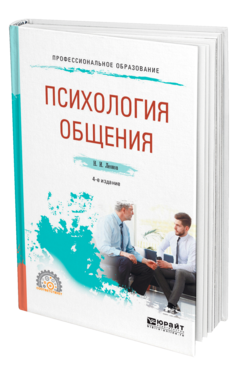 ПРОФЕССИОНАЛЬНОЕ ОБРАЗОВАНИЕ
ПСИХОЛОГИЯ
ОБЩЕНИЯ
4-е издание
юрайт